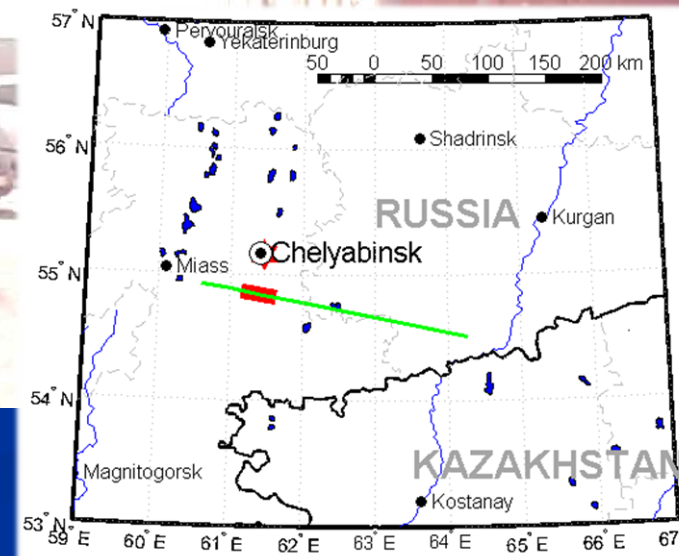 57° N
Pervouralsk
Yekaterinburg
50 0 50 100 150 200 km
56° N
Shadrinsk
RUSSIA
Kurgan
Chelyabinsk
55° N
Miass
54° N
Magnitogorsk
KAZAKHSTAN
Kostanay
53° N
59° E 60° E 61° E 62° E 63° E 64° E 65° E 66° E 67